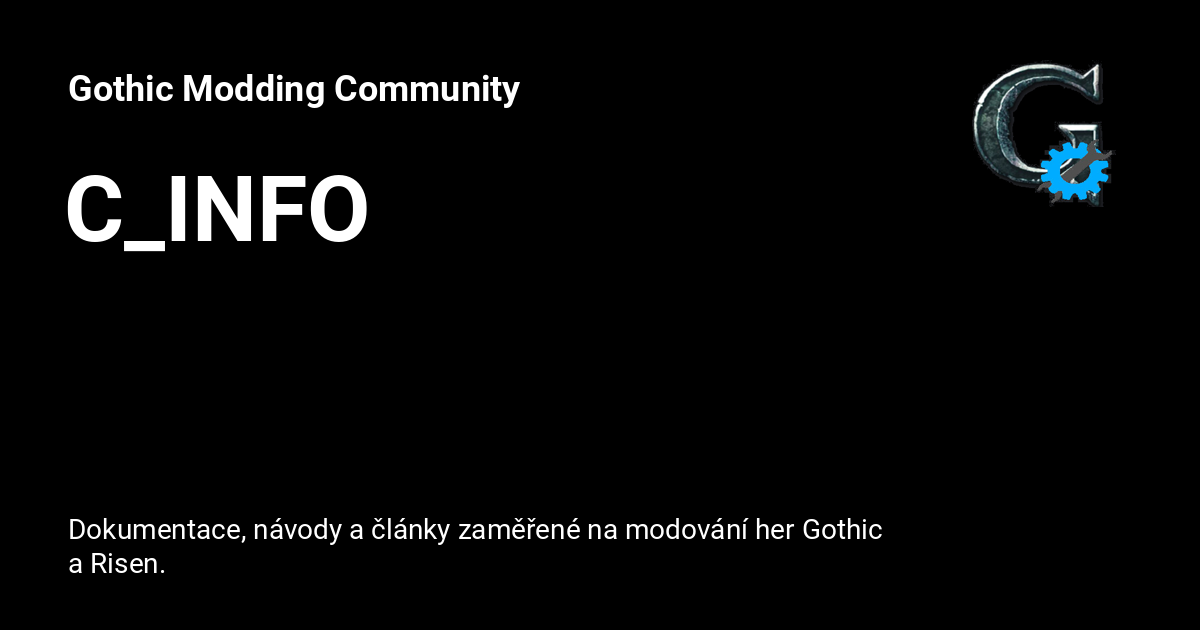 Gothic Modding Community
C_INFO
Dokumentace, návody a články zaměřené na modování her Gothic
a Risen.